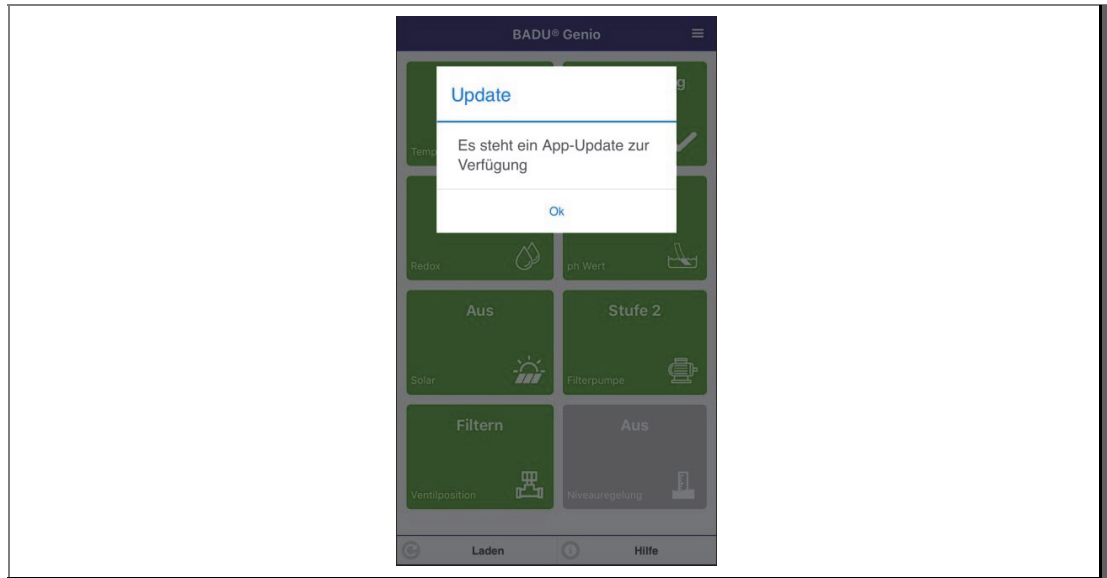 BADU® Genio
g
Update
Es steht ein App-Update zur
Verfügung
Ok
Temp
Redox
ph Wert
Aus
Stufe 2
Solar
Filterpumpe
Filtern
Aus
Ventilposition
Niveauregelung
Laden
Hilfe